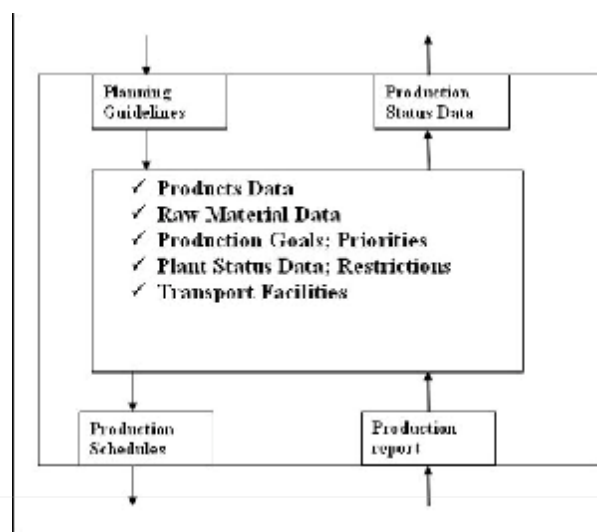 Planning
Guidelines
Production
Status Data
✓ Products Data
✓ Raw Material Data
✓ Production Goals; Priorities
✓ Plant Status Data; Restrictions
✓ Transport Facilities
Production
Schedules
Production
report